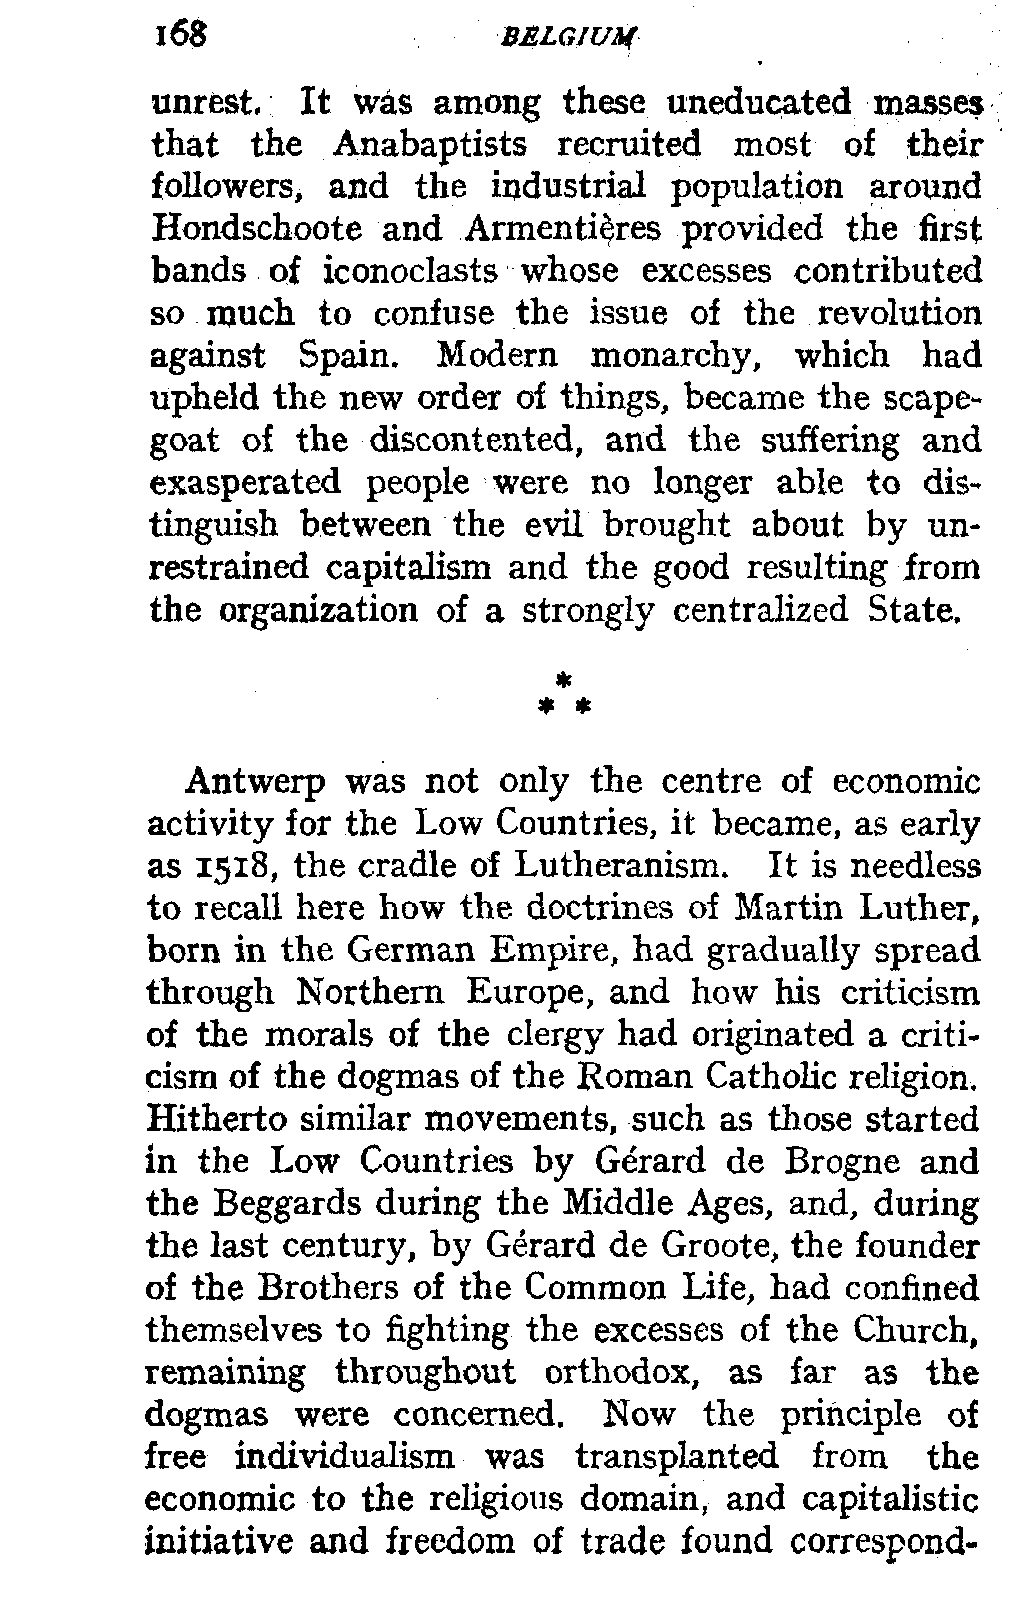 168 BELGIUM
unrest. It was among these uneducated masses
that the Anabaptists recruited most of their
followers, and the industrial population around
Hondschoote and Armentières provided the first
bands of iconoclasts whose excesses contributed
so much to confuse the issue of the revolution
against Spain. Modern monarchy, which had
upheld the new order of things, became the scape-
goat of the discontented, and the suffering and
exasperated people were no longer able to dis-
tinguish between the evil brought about by un-
restrained capitalism and the good resulting from
the organization of a strongly centralized State.
*
* *
Antwerp was not only the centre of economic
activity for the Low Countries, it became, as early
as 1518, the cradle of Lutheranism. It is needless
to recall here how the doctrines of Martin Luther,
born in the German Empire, had gradually spread
through Northern Europe, and how his criticism
of the morals of the clergy had originated a criti-
cism of the dogmas of the Roman Catholic religion.
Hitherto similar movements, such as those started
in the Low Countries by Gérard de Brogne and
the Beggards during the Middle Ages, and, during
the last century, by Gérard de Groote, the founder
of the Brothers of the Common Life, had confined
themselves to fighting the excesses of the Church,
remaining throughout orthodox, as far as the
dogmas were concerned. Now the principle of
free individualism was transplanted from the
economic to the religious domain, and capitalistic
initiative and freedom of trade found correspond-